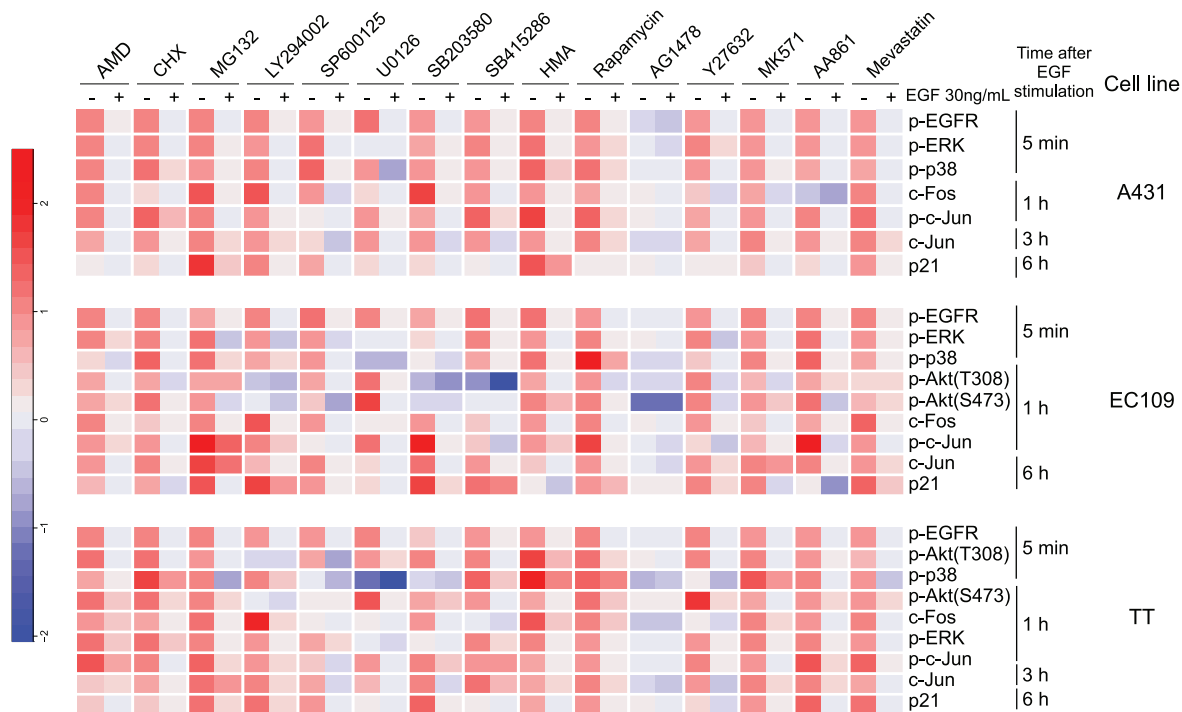 AMD CHX MG132 LY294002 SP600125 U0126 SB203580 SB415286 HMA Rapamycin AG1478 Y27632 MK571 AA861 Mevastatin
Time after
EGF
stimulation
Cell line
- + - + - + - + - + - + - + - + - + - + - + - + - + - + - + EGF 30ng/mL
p-EGFR
p-ERK
5 min
p-p38
c-Fos
A431
1 h
p-c-Jun
c-Jun
3 h
p21
6 h
2
1
0
-1
-2
p-EGFR
5 min
p-ERK
p-p38
p-Akt(T308)
p-Akt(S473)
1 h
EC109
c-Fos
p-c-Jun
c-Jun
6 h
p21
p-EGFR
5 min
p-Akt(T308)
p-p38
p-Akt(S473)
c-Fos
1 h
TT
p-ERK
p-c-Jun
c-Jun
3 h
p21
6 h